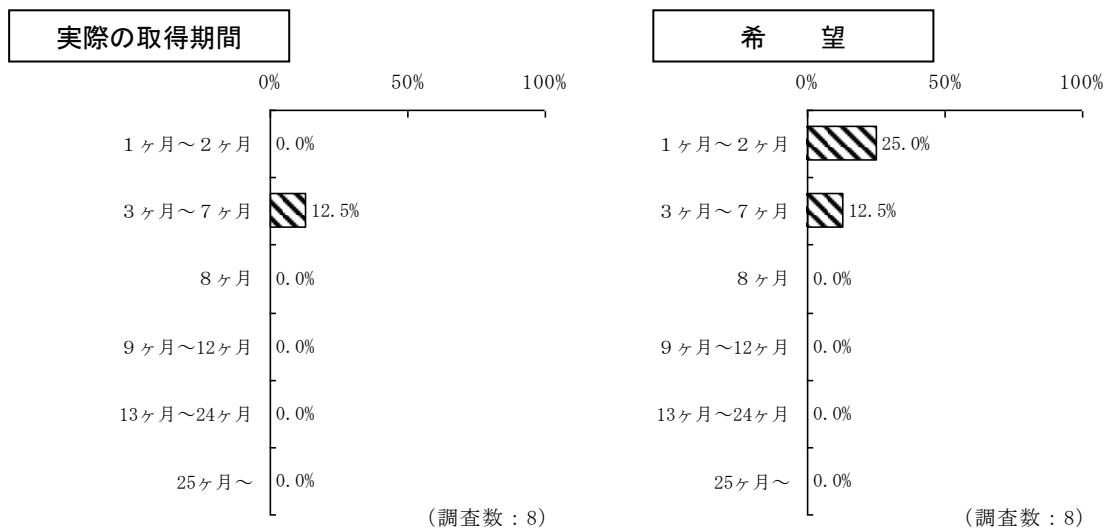 実際の取得期間
0% 50% 100%
1ヶ月～2ヶ月 0.0%
3ヶ月～7ヶ月 12.5%
8ヶ月 0.0%
9ヶ月～12ヶ月 0.0%
13ヶ月～24ヶ月 0.0%
25ヶ月～ 0.0%
（調査数：8）
希　　望
0% 50% 100%
1ヶ月～2ヶ月 25.0%
3ヶ月～7ヶ月 12.5%
8ヶ月 0.0%
9ヶ月～12ヶ月 0.0%
13ヶ月～24ヶ月 0.0%
25ヶ月～ 0.0%
（調査数：8）